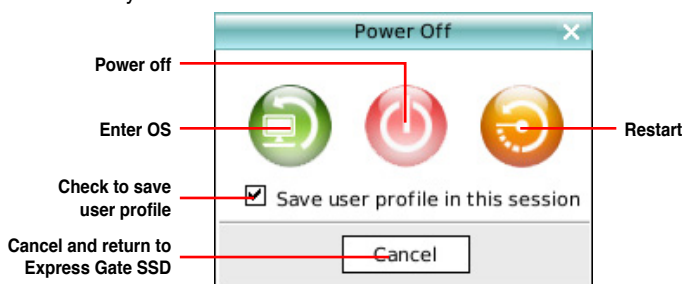 Power Off
Power off
Enter OS
Restart
Check to save
user profile
Save user profile in this session
Cancel and return to
Express Gate SSD
Cancel